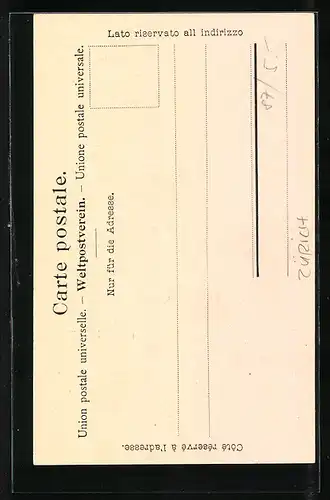 Carte postale.
Union postale universelle. – Weltpostverein. – Unione postale universale.
Nur für die Adresse.
Lato riservato all indirizzo
Côté réservé à l'adresse.
ZÜRICH